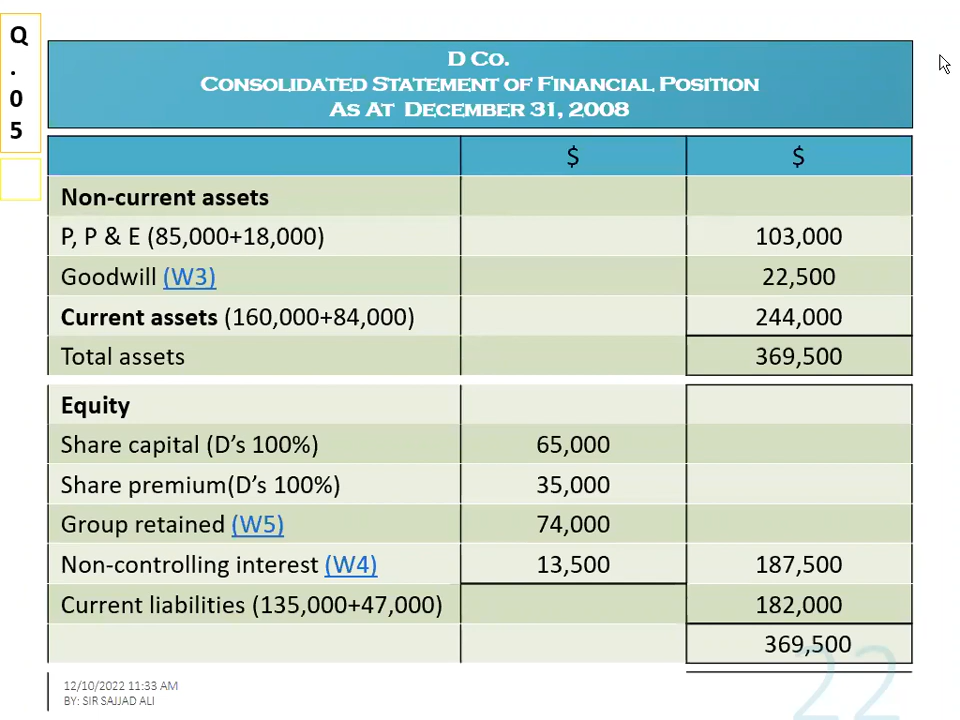 Q
.
0
5
D Co.
Consolidated Statement of Financial Position
As At December 31, 2008
$ $
Non-current assets
P, P & E (85,000+18,000) 103,000
Goodwill (W3) 22,500
Current assets (160,000+84,000) 244,000
Total assets 369,500
Equity
Share capital (D’s 100%) 65,000
Share premium(D’s 100%) 35,000
Group retained (W5) 74,000
Non-controlling interest (W4) 13,500 187,500
Current liabilities (135,000+47,000) 182,000
369,500
12/10/2022 11:33 AM
BY: SIR SAJJAD ALI
22